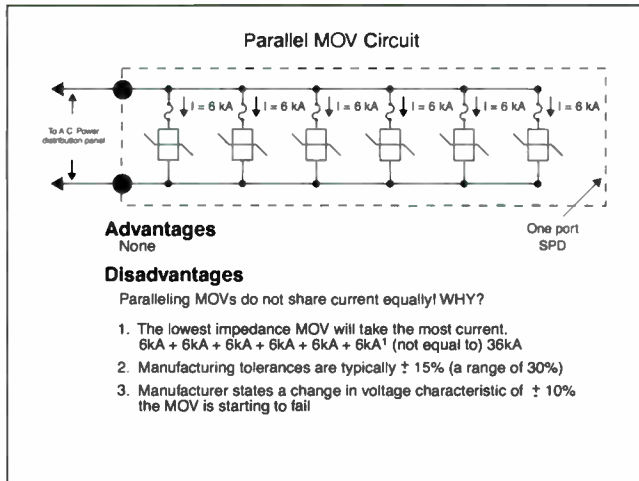 Parallel MOV Circuit
I = 6 kA I = 6 kA I = 6 kA I = 6 kA I = 6 kA I = 6 kA
To A C Power
distribution panel
One port
SPD
Advantages
None
Disadvantages
Paralleling MOVs do not share current equally! WHY?
1. The lowest impedance MOV will take the most current.
6kA + 6kA + 6kA + 6kA + 6kA + 6kA¹ (not equal to) 36kA
2. Manufacturing tolerances are typically ± 15% (a range of 30%)
3. Manufacturer states a change in voltage characteristic of ± 10%
the MOV is starting to fail